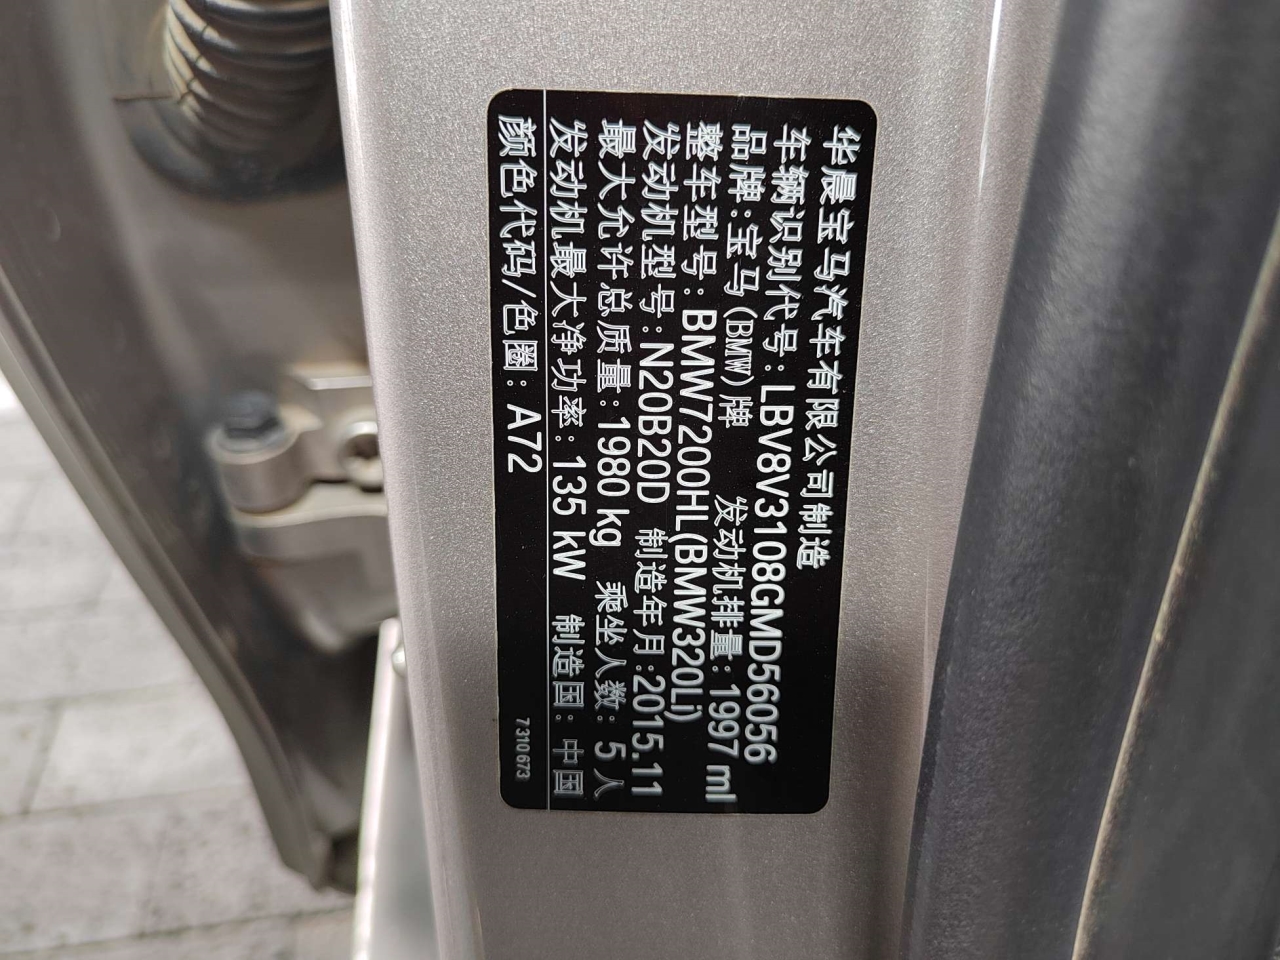 华晨宝马汽车有限公司制造
车辆识别代号：LBV8V3108GMD56056
品牌：宝马(BMW)牌 发动机排量：1997 ml
整车型号：BMW7200HL(BMW320Li)
发动机型号：N20B20D 制造年月：2015.11
最大允许总质量：1980 kg 乘坐人数：5人
发动机最大净功率：135 kW 制造国：中国
颜色代码/色圈：A72
7310673